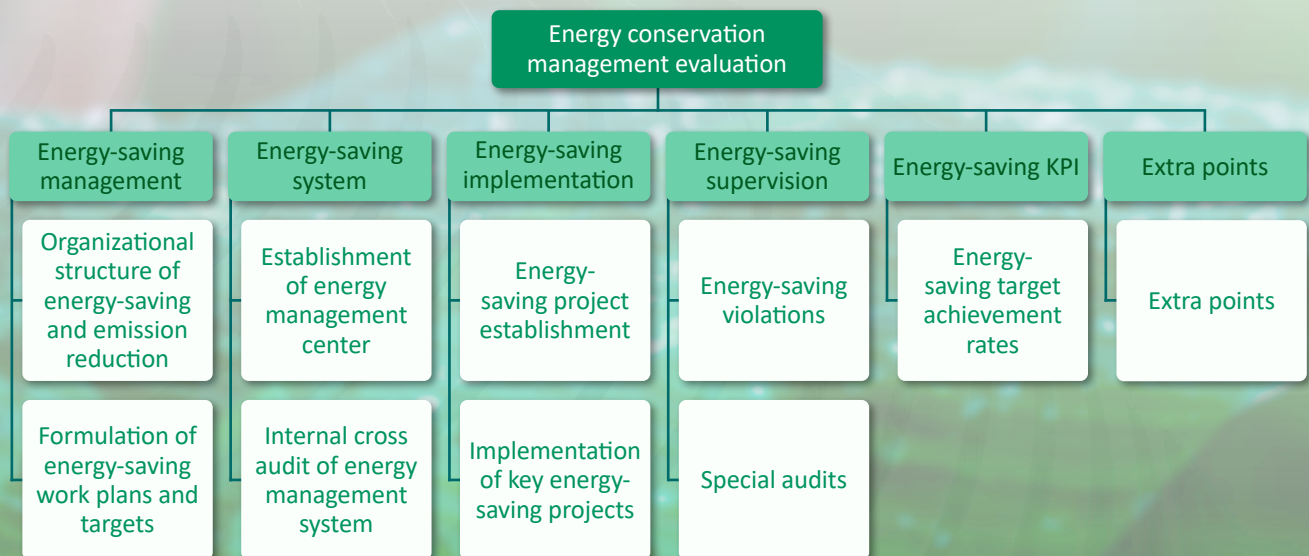 Energy conservation
management evaluation
Energy-saving
management
Energy-saving
system
Energy-saving
implementation
Energy-saving
supervision
Energy-saving KPI
Extra points
Organizational
structure of
energy-saving
and emission
reduction
Establishment
of energy
management
center
Energy-
saving project
establishment
Energy-saving
violations
Energy-
saving target
achievement
rates
Extra points
Formulation of
energy-saving
work plans and
targets
Internal cross
audit of energy
management
system
Implementation
of key energy-
saving projects
Special audits